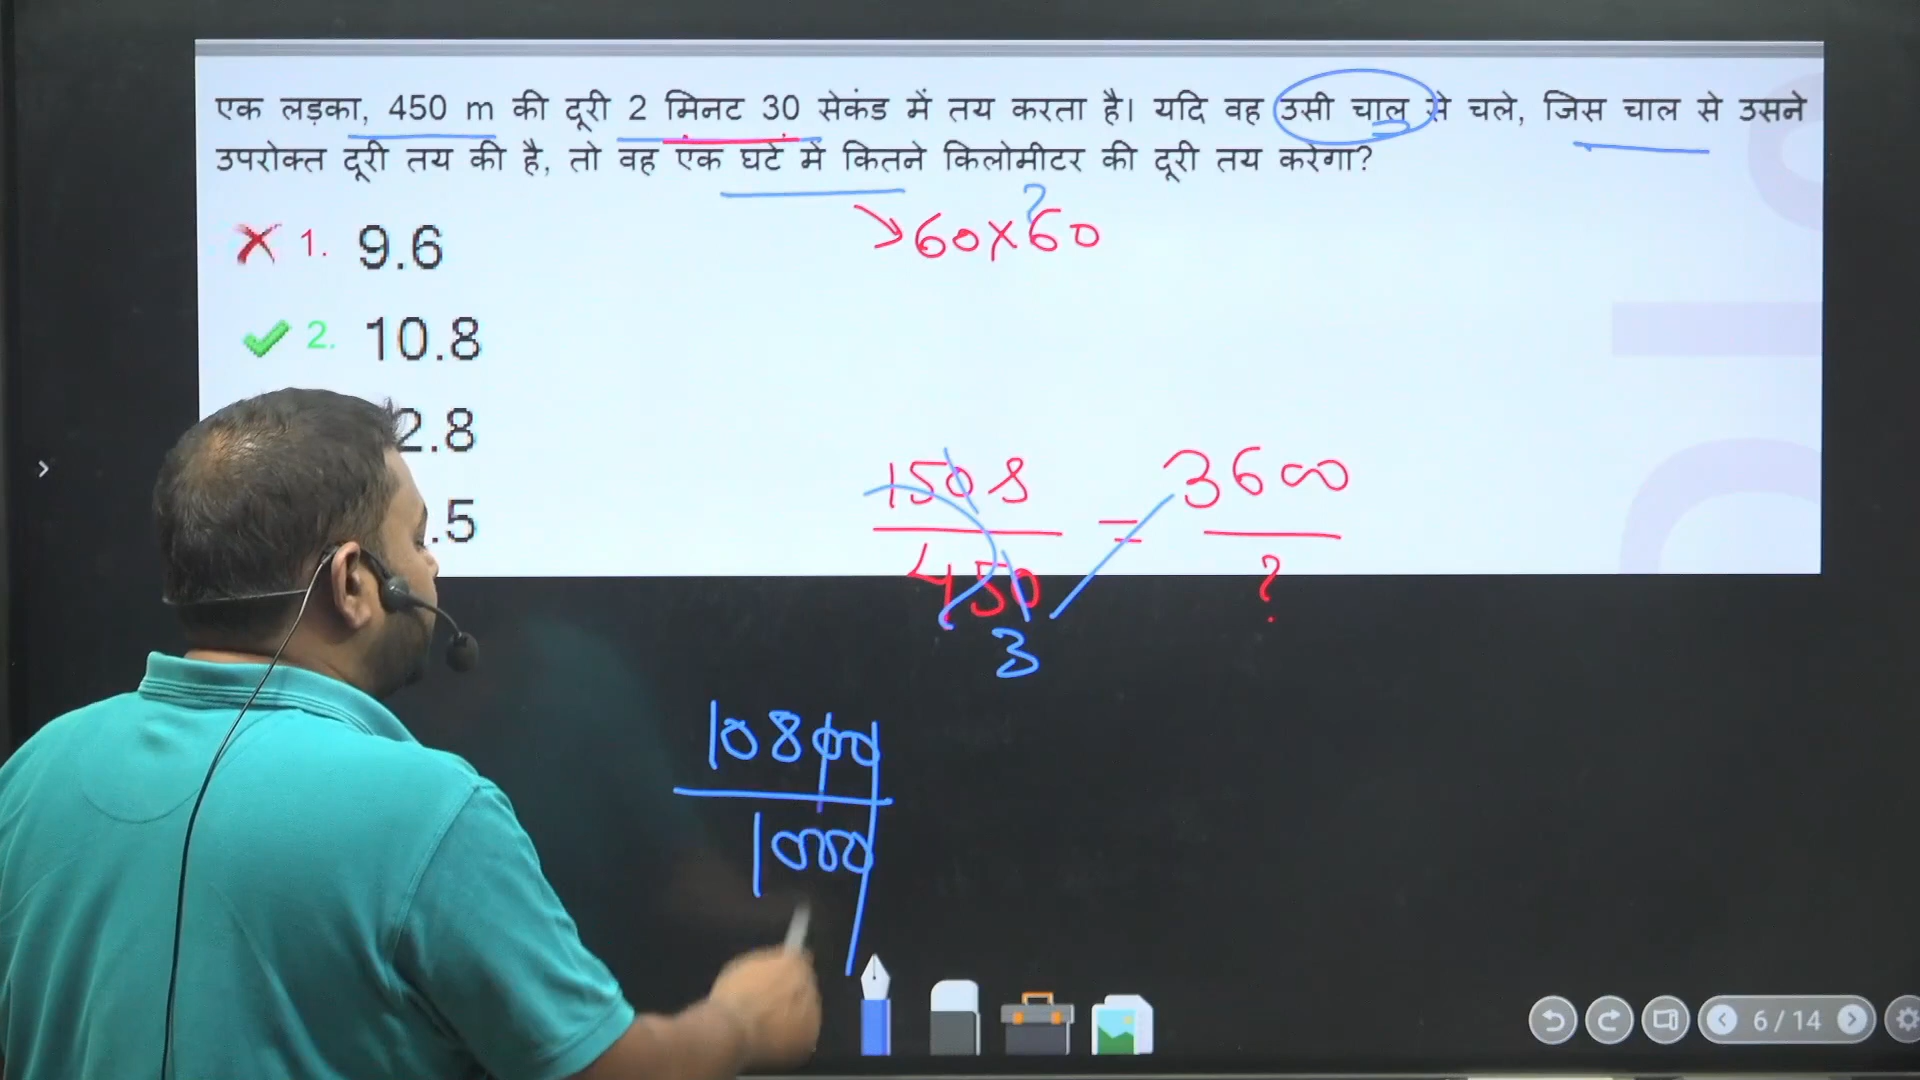 एक लड़का, 450 m की दूरी 2 मिनट 30 सेकंड में तय करता है। यदि वह उसी चाल से चले, जिस चाल से उसने
उपरोक्त दूरी तय की है, तो वह एक घंटे में कितने किलोमीटर की दूरी तय करेगा?
?
60×60
1. 9.6
2. 10.8
2.8
.5
150 s = 3600
450 ?
3
10800
1000
6 / 14